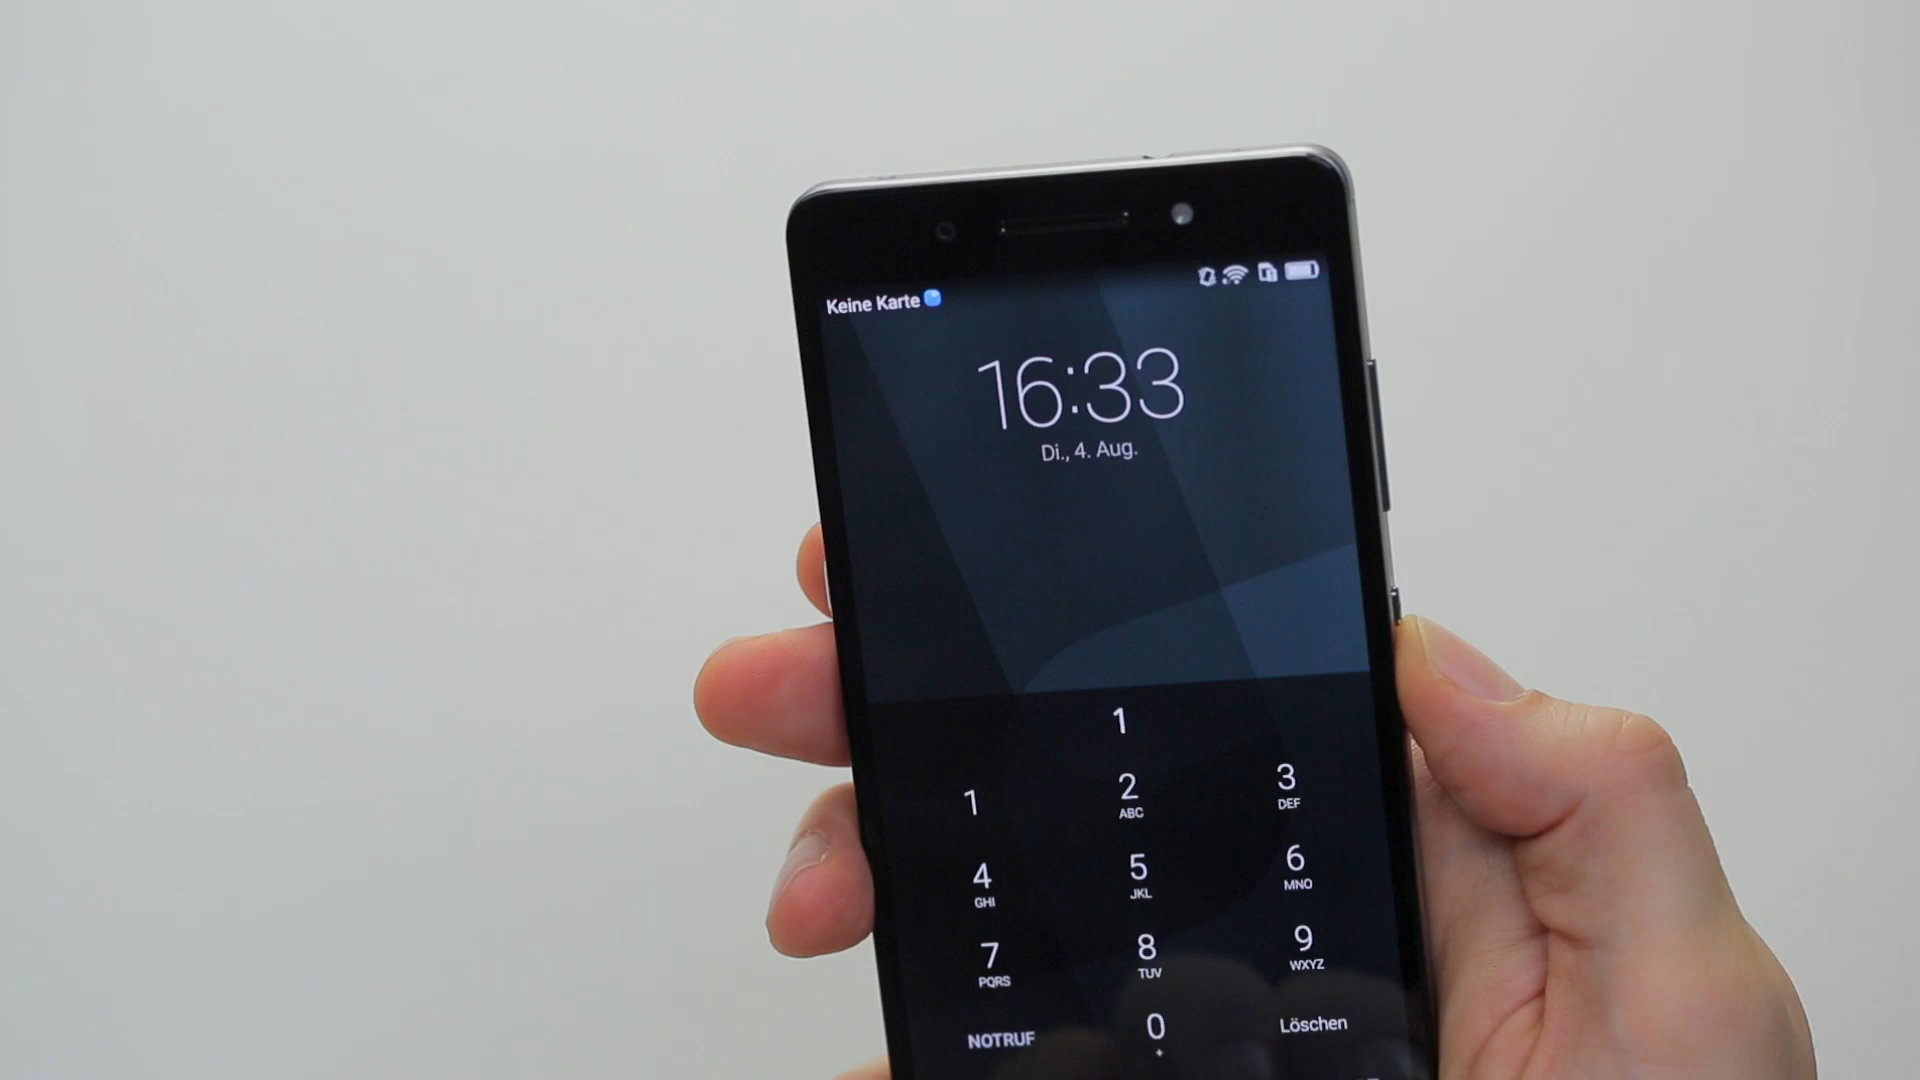 Keine Karte
16:33
Di., 4. Aug.
1
1 2 3
ABC DEF
4 5 6
GHI JKL MNO
7 8 9
PQRS TUV WXYZ
NOTRUF 0 Löschen
+